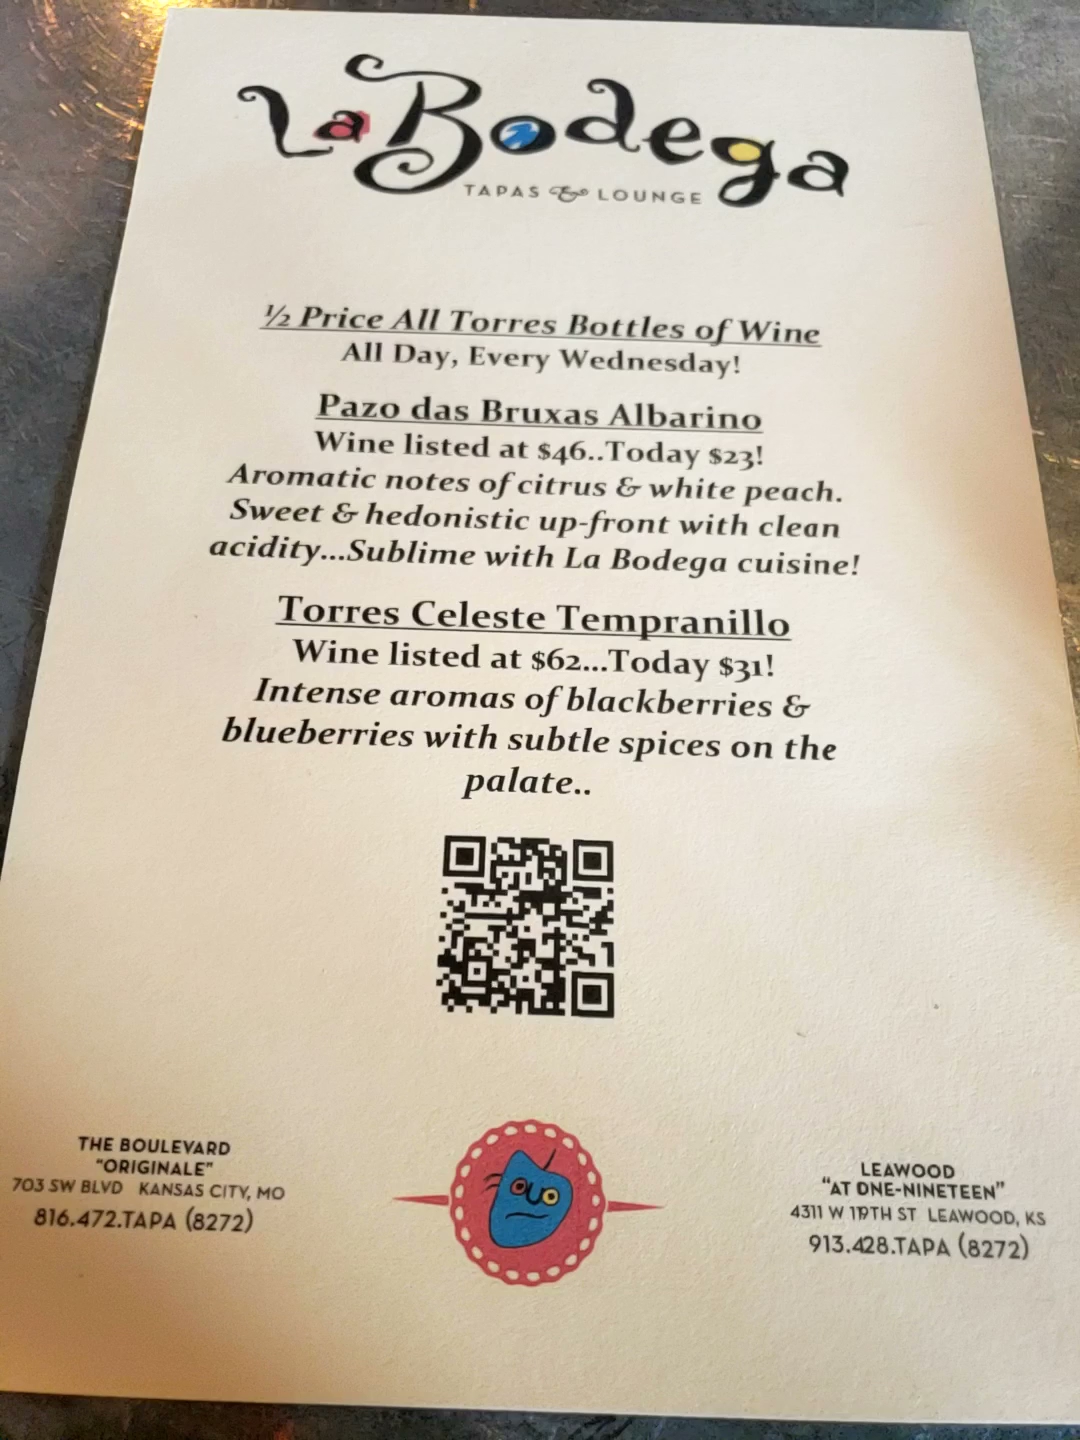 La Bodega
TAPAS & LOUNGE
½ Price All Torres Bottles of Wine
All Day, Every Wednesday!
Pazo das Bruxas Albarino
Wine listed at $46..Today $23!
Aromatic notes of citrus & white peach.
Sweet & hedonistic up-front with clean
acidity...Sublime with La Bodega cuisine!
Torres Celeste Tempranillo
Wine listed at $62...Today $31!
Intense aromas of blackberries &
blueberries with subtle spices on the
palate..
THE BOULEVARD
"ORIGINALE"
703 SW BLVD KANSAS CITY, MO
816.472.TAPA (8272)
LEAWOOD
"AT ONE-NINETEEN"
4311 W 119TH ST LEAWOOD, KS
913.428.TAPA (8272)